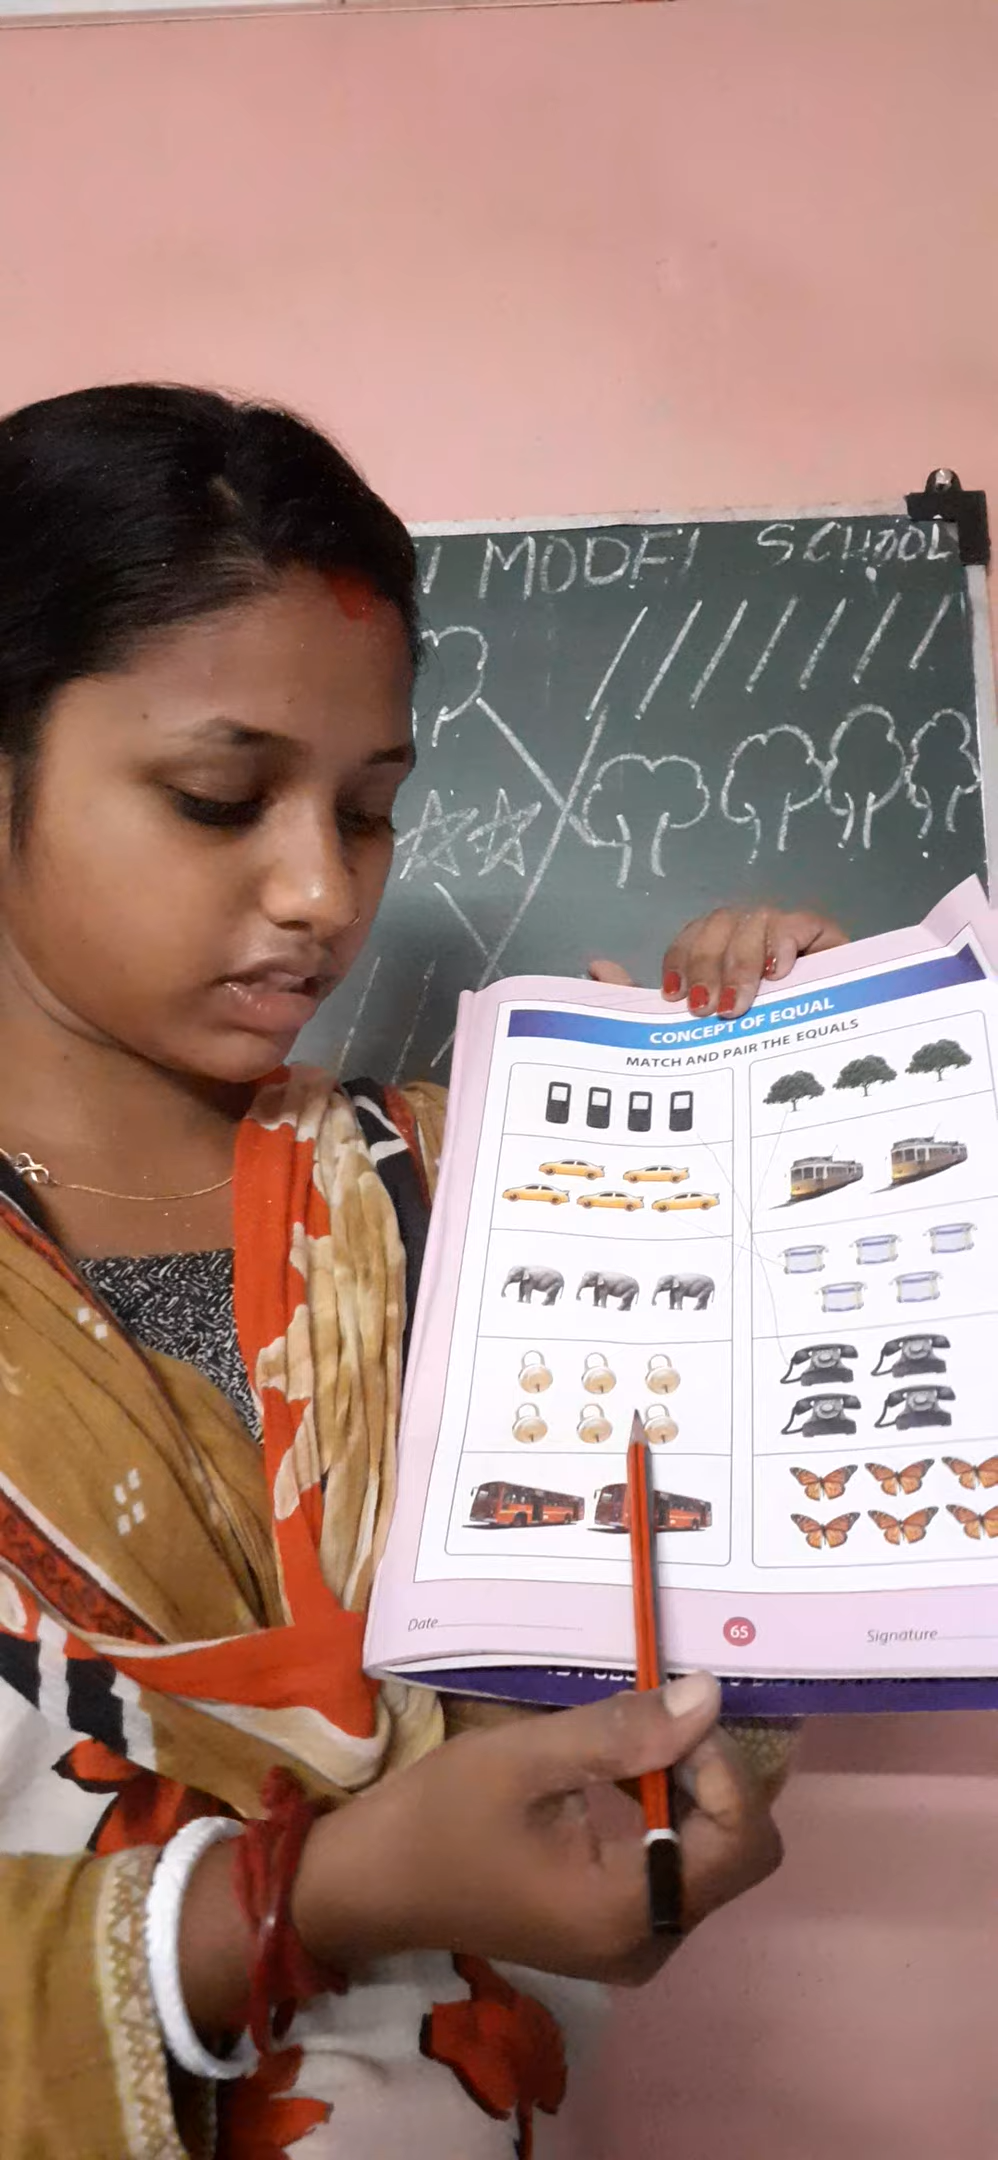 MODEL SCHOOL
CONCEPT OF EQUAL
MATCH AND PAIR THE EQUALS
Date
65
Signature